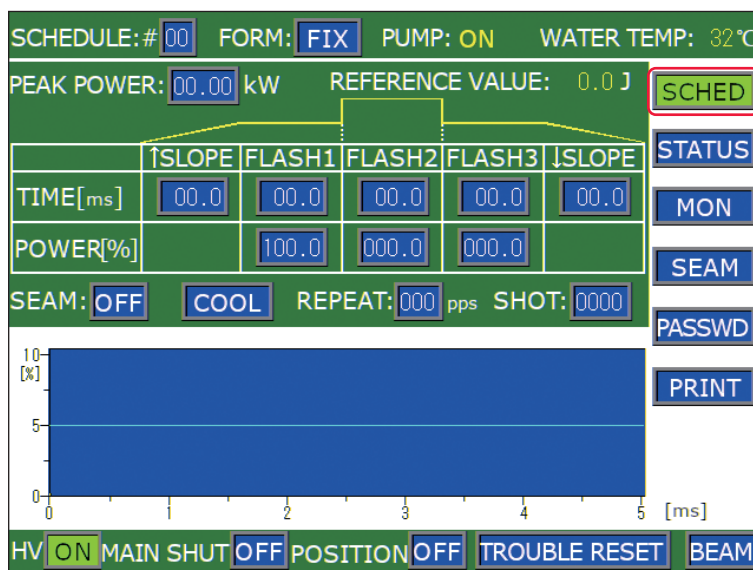 SCHEDULE:# 00 FORM: FIX PUMP: ON WATER TEMP: 32℃
PEAK POWER: 00.00 kW REFERENCE VALUE: 0.0 J
SCHED
↑SLOPE FLASH1 FLASH2 FLASH3 ↓SLOPE
STATUS
TIME[ms] 00.0 00.0 00.0 00.0 00.0
MON
POWER[%] 100.0 000.0 000.0
SEAM
SEAM: OFF COOL REPEAT: 000 pps SHOT: 0000
PASSWD
PRINT
10
[%]
5
0
0 1 2 3 4 5 [ms]
HV ON MAIN SHUT OFF POSITION OFF TROUBLE RESET BEAM